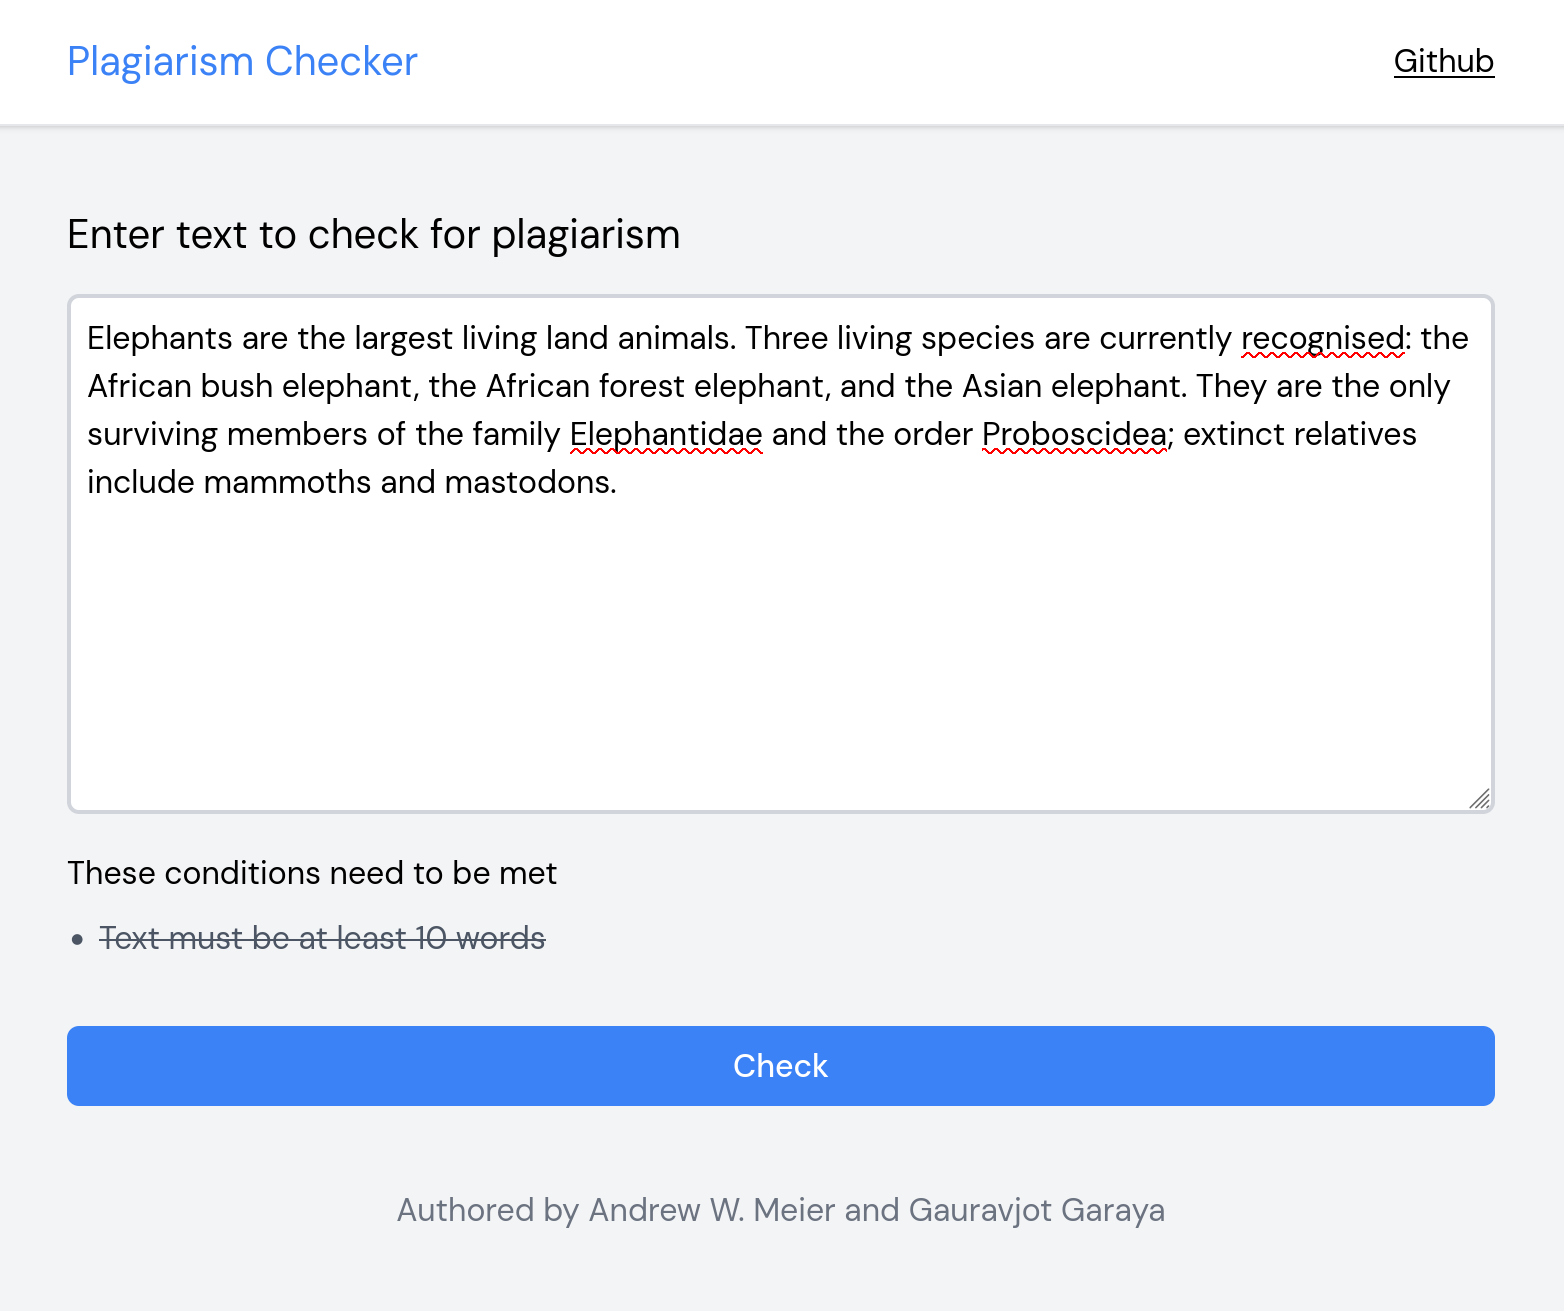 Plagiarism Checker
Github
Enter text to check for plagiarism
Elephants are the largest living land animals. Three living species are currently recognised: the
African bush elephant, the African forest elephant, and the Asian elephant. They are the only
surviving members of the family Elephantidae and the order Proboscidea; extinct relatives
include mammoths and mastodons.
These conditions need to be met
Text must be at least 10 words
Check
Authored by Andrew W. Meier and Gauravjot Garaya